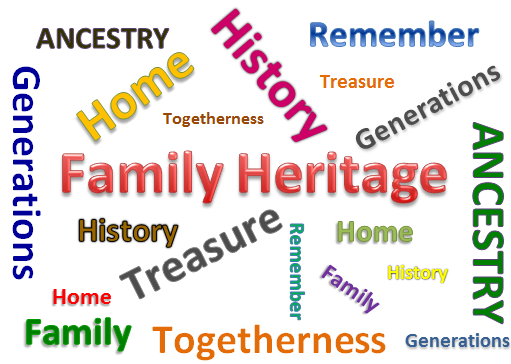 ANCESTRY
Home
History
Remember
Treasure
Generations
Togetherness
Generations
Family Heritage
ANCESTRY
History
Treasure
Remember
Home
Family
History
Home
Family
Togetherness
Generations